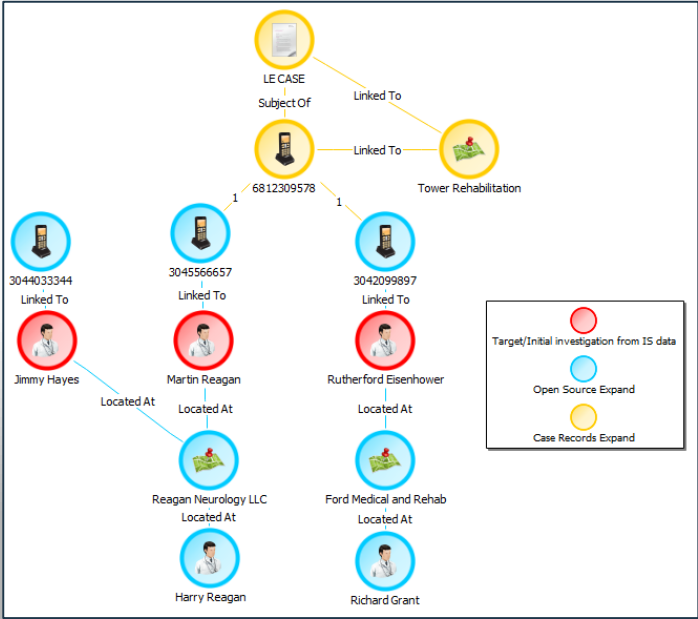 LE CASE
Linked To
Subject Of
Linked To
6812309578
Tower Rehabilitation
1
1
3044033344
3045566657
3042099897
Linked To
Linked To
Linked To
Target/Initial investigation from IS data
Jimmy Hayes
Martin Reagan
Rutherford Eisenhower
Open Source Expand
Located At
Located At
Located At
Case Records Expand
Reagan Neurology LLC
Ford Medical and Rehab
Located At
Located At
Harry Reagan
Richard Grant